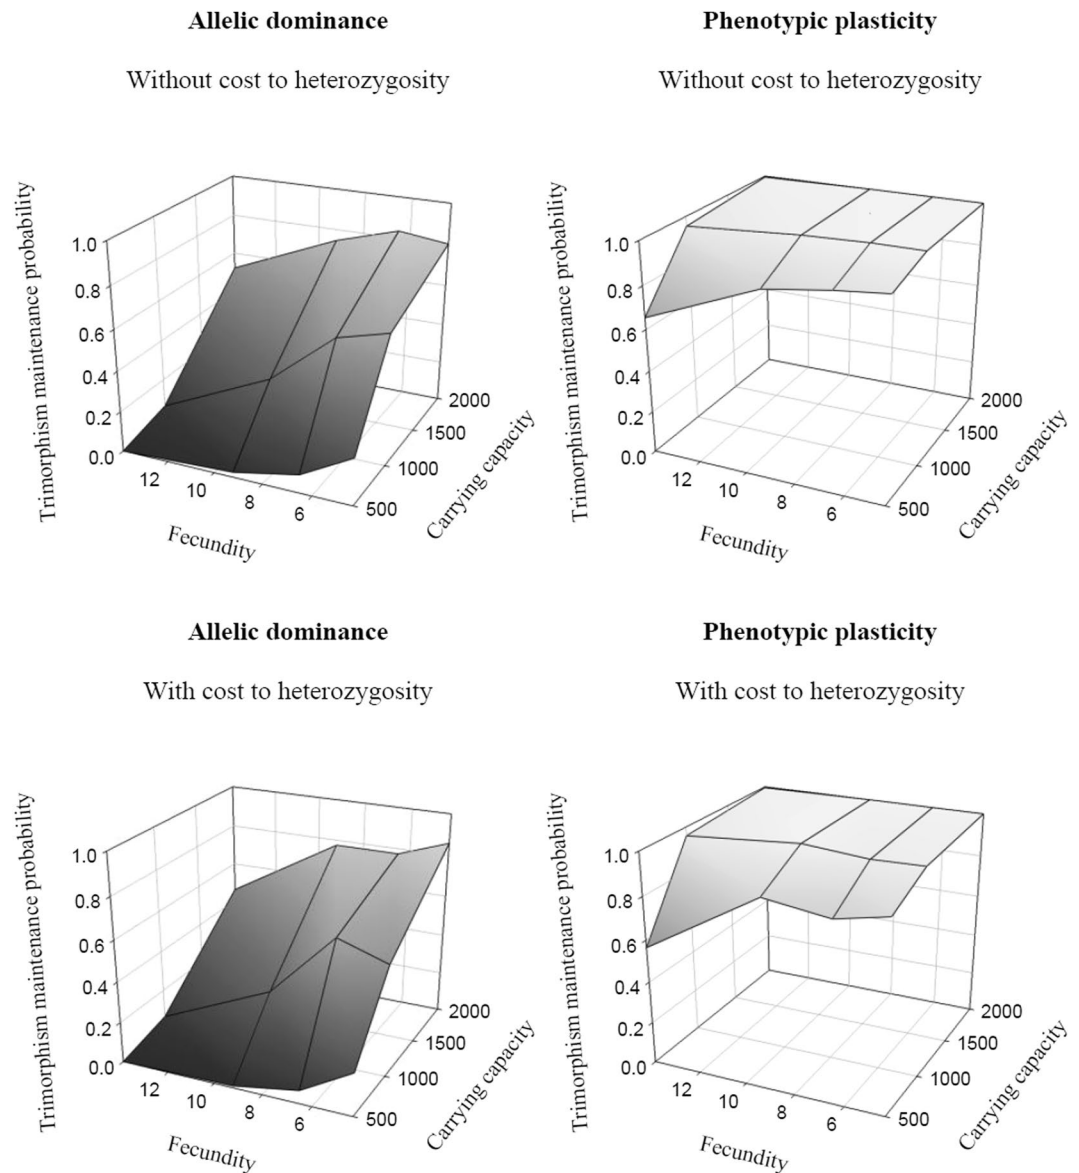 Allelic dominance
Without cost to heterozygosity
Trimorphism maintenance probability
1.0
0.8
0.6
0.4
0.2
0.0
12
10
8
6
Fecundity
500
1000
1500
2000
Carrying capacity
Phenotypic plasticity
Without cost to heterozygosity
Trimorphism maintenance probability
1.0
0.8
0.6
0.4
0.2
0.0
12
10
8
6
Fecundity
500
1000
1500
2000
Carrying capacity
Allelic dominance
With cost to heterozygosity
Trimorphism maintenance probability
1.0
0.8
0.6
0.4
0.2
0.0
12
10
8
6
Fecundity
500
1000
1500
2000
Carrying capacity
Phenotypic plasticity
With cost to heterozygosity
Trimorphism maintenance probability
1.0
0.8
0.6
0.4
0.2
0.0
12
10
8
6
Fecundity
500
1000
1500
2000
Carrying capacity